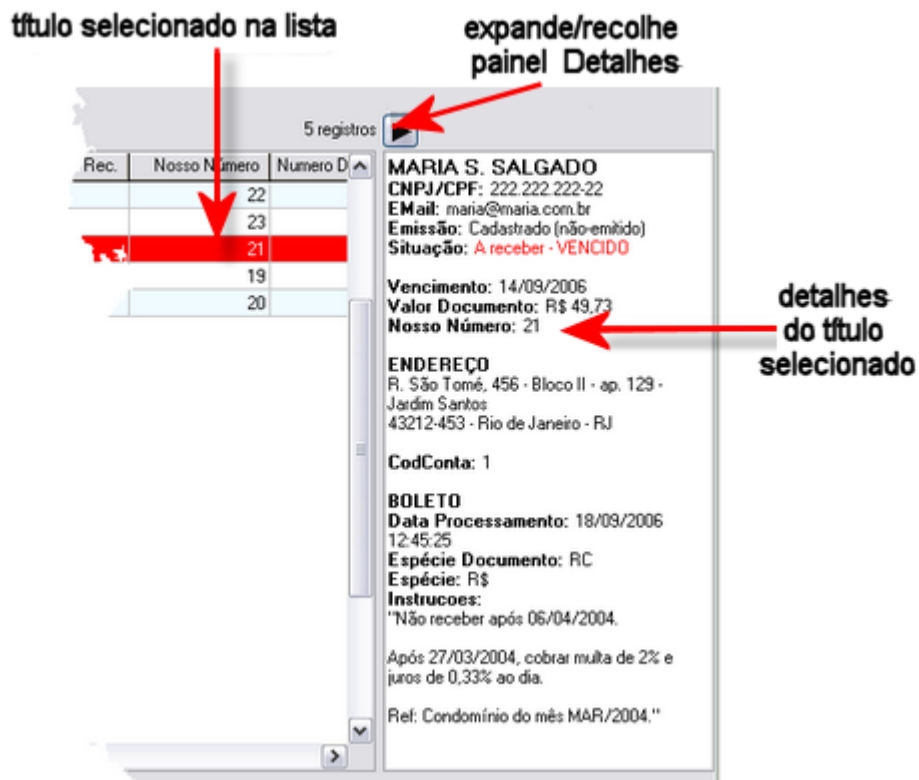 título selecionado na lista
expande/recolhe
painel Detalhes
5 registros
Rec. Nosso Número Numero D
22
23
21
19
20
MARIA S. SALGADO
CNPJ/CPF: 222.222.222-22
EMail: maria@maria.com.br
Emissão: Cadastrado (não-emitido)
Situação: A receber - VENCIDO
Vencimento: 14/09/2006
Valor Documento: R$ 49,73
Nosso Número: 21
detalhes
do título
selecionado
ENDEREÇO
R. São Tomé, 456 - Bloco II - ap. 129 -
Jardim Santos
43212-453 - Rio de Janeiro - RJ
CodConta: 1
BOLETO
Data Processamento: 18/09/2006
12:45:25
Espécie Documento: RC
Espécie: R$
Instrucoes:
"Não receber após 06/04/2004.
Após 27/03/2004, cobrar multa de 2% e
juros de 0,33% ao dia.
Ref: Condomínio do mês MAR/2004."